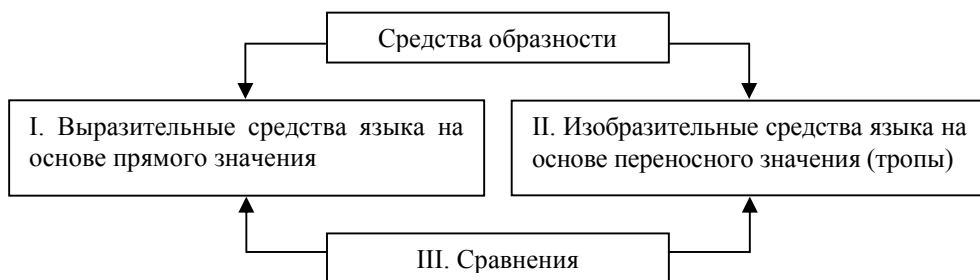 Средства образности
I. Выразительные средства языка на
основе прямого значения
II. Изобразительные средства языка на
основе переносного значения (тропы)
III. Сравнения